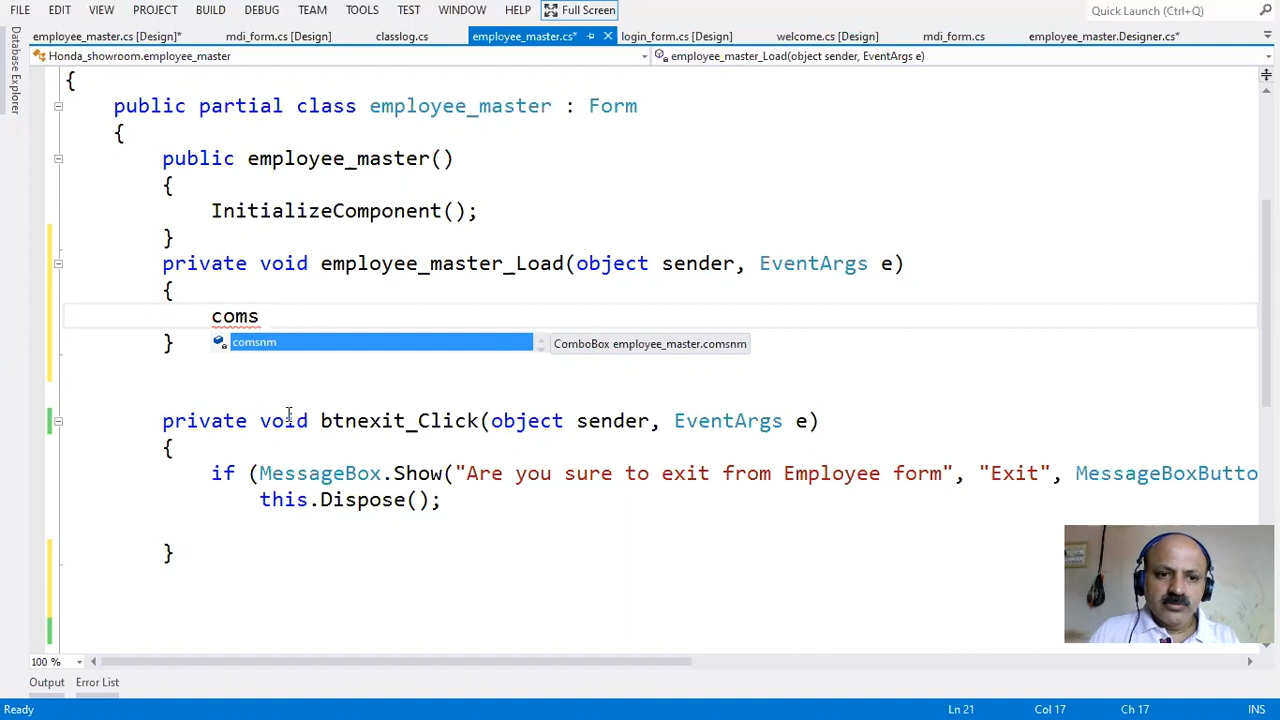 FILE EDIT VIEW PROJECT BUILD DEBUG TEAM TOOLS TEST WINDOW HELP Full Screen Quick Launch (Ctrl+Q)
employee_master.cs [Design]* mdi_form.cs [Design] classlog.cs employee_master.cs* login_form.cs [Design] welcome.cs [Design] mdi_form.cs employee_master.Designer.cs*
Honda_showroom.employee_master employee_master_Load(object sender, EventArgs e)
Database Explorer
{
public partial class employee_master : Form
{
public employee_master()
{
InitializeComponent();
}
private void employee_master_Load(object sender, EventArgs e)
{
coms
comsnm ComboBox employee_master.comsnm
}
private void btnexit_Click(object sender, EventArgs e)
{
if (MessageBox.Show("Are you sure to exit from Employee form", "Exit", MessageBoxButto
this.Dispose();
}
100 %
Output Error List
Ready Ln 21 Col 17 Ch 17 INS